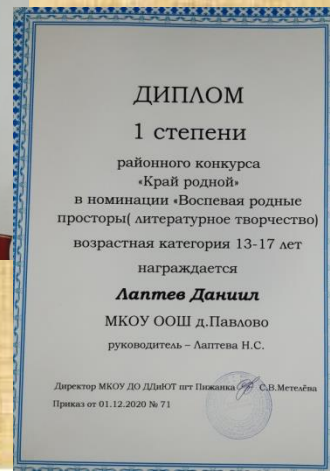 ДИПЛОМ
1 степени
районного конкурса
«Край родной»
в номинации «Воспевая родные
просторы( литературное творчество)
возрастная категория 13-17 лет
награждается
Лаптев Даниил
МКОУ ООШ д.Павлово
руководитель – Лаптева Н.С.
Директор МКОУ ДО ДДиЮТ пгт Пижанка С.В.Метелёва
Приказ от 01.12.2020 № 71